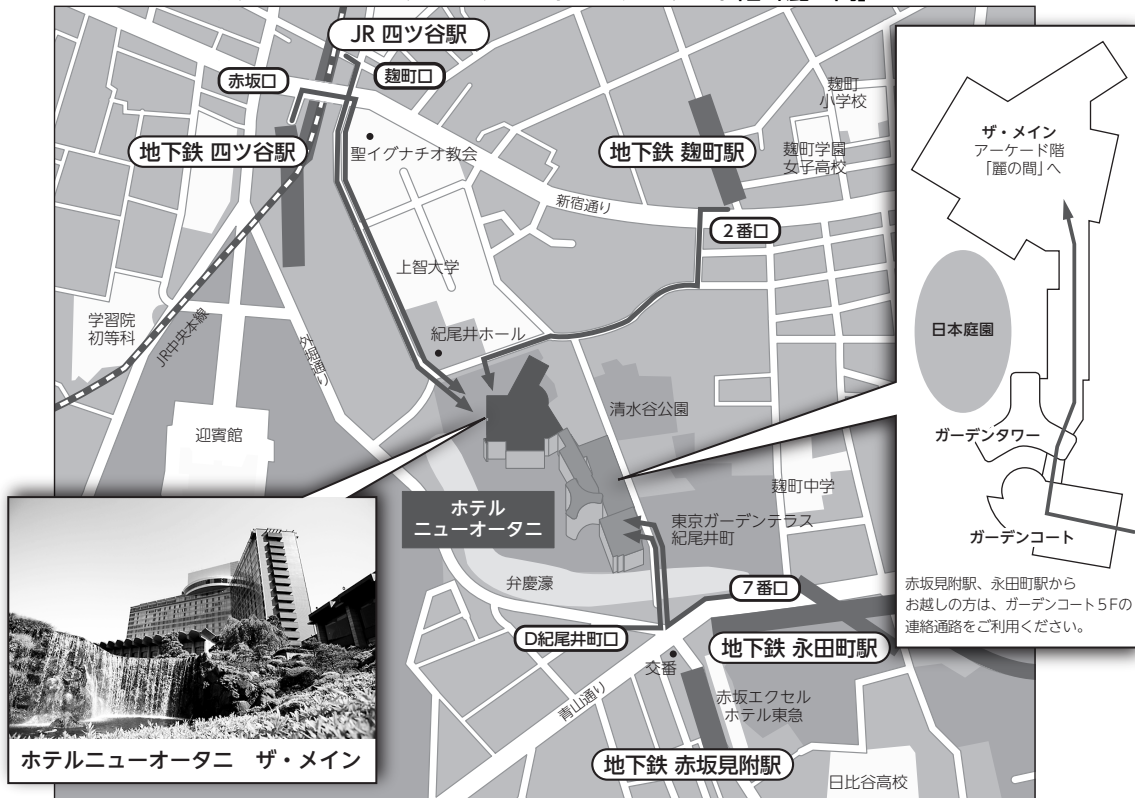 JR 四ツ谷駅
赤坂口
麹町口
地下鉄 四ツ谷駅
聖イグナチオ教会
地下鉄 麹町駅
麹町
小学校
麹町学園
女子高校
新宿通り
2番口
上智大学
学習院
初等科
JR中央本線
外堀通り
紀尾井ホール
清水谷公園
迎賓館
麹町中学
ホテル
ニューオータニ
東京ガーデンテラス
紀尾井町
弁慶濠
7番口
D紀尾井町口
地下鉄 永田町駅
交番
青山通り
赤坂エクセル
ホテル東急
地下鉄 赤坂見附駅
日比谷高校
ホテルニューオータニ ザ・メイン
ザ・メイン
アーケード階
「麗の間」へ
日本庭園
ガーデンタワー
ガーデンコート
赤坂見附駅、永田町駅から
お越しの方は、ガーデンコート5Fの
連絡通路をご利用ください。